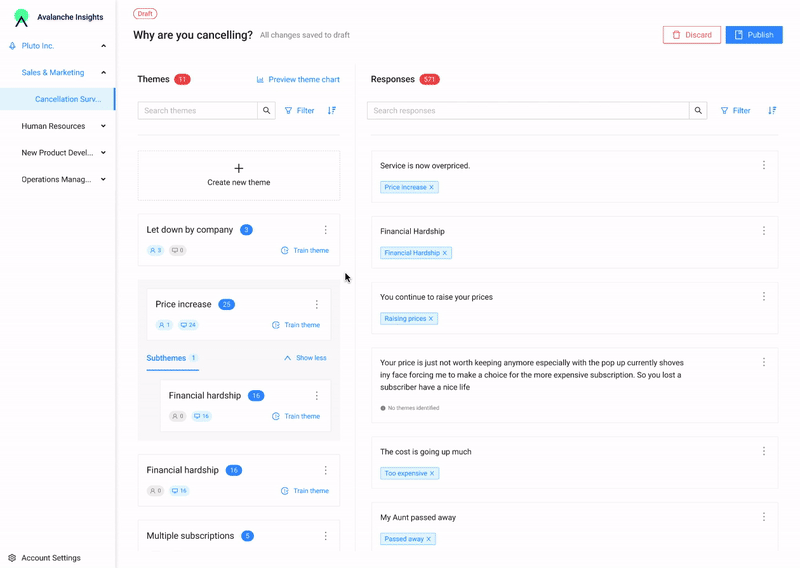 Avalanche Insights
Pluto Inc.
Sales & Marketing
Cancellation Surv...
Human Resources
New Product Devel...
Operations Manag...
Account Settings
Draft
Why are you cancelling?
All changes saved to draft
Discard
Publish
Themes
11
Preview theme chart
Search themes
Filter
Create new theme
Let down by company
3
3
0
Train theme
Price increase
25
1
24
Train theme
Subthemes
1
Show less
Financial hardship
16
0
16
Train theme
Financial hardship
16
0
16
Train theme
Multiple subscriptions
5
Responses
571
Search responses
Filter
Service is now overpriced.
Price increase ×
Financial Hardship
Financial Hardship ×
You continue to raise your prices
Raising prices ×
Your price is just not worth keeping anymore especially with the pop up currently shoves
iny face forcing me to make a choice for the more expensive subscription. So you lost a
subscriber have a nice life
No themes identified
The cost is going up much
Too expensive ×
My Aunt passed away
Passed away ×